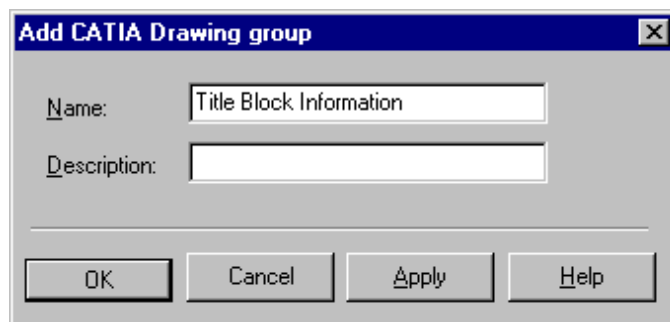 Add CATIA Drawing group
Name: Title Block Information
Description:
OK Cancel Apply Help